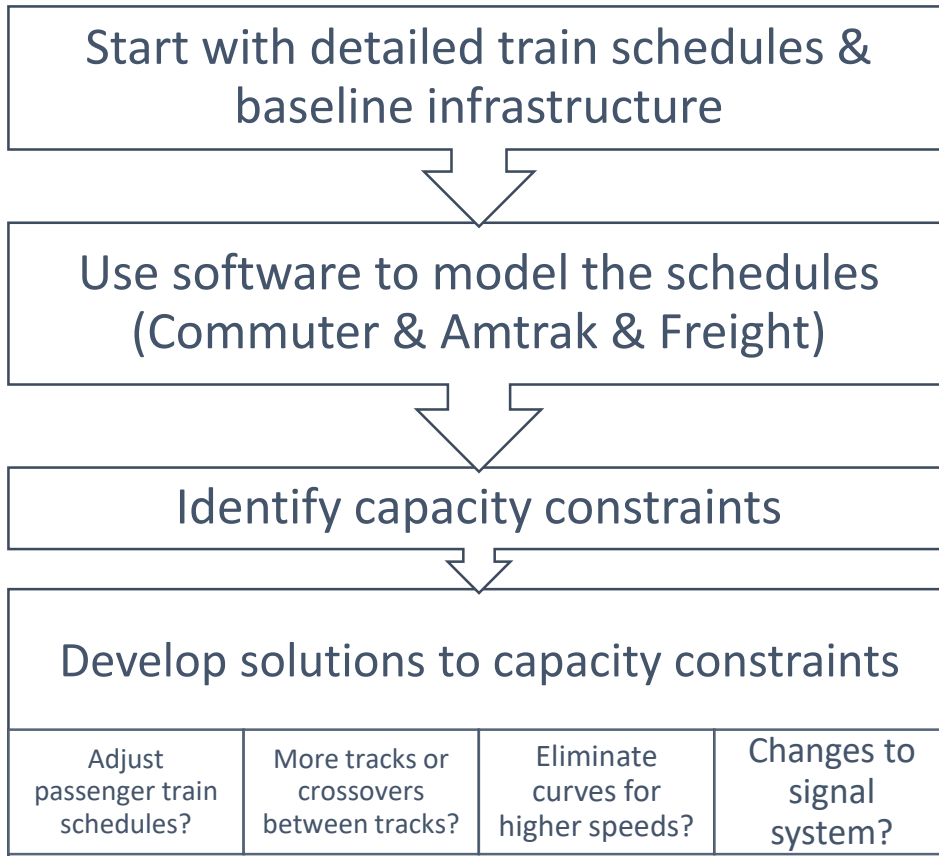 Start with detailed train schedules &
baseline infrastructure
Use software to model the schedules
(Commuter & Amtrak & Freight)
Identify capacity constraints
Develop solutions to capacity constraints
Adjust
passenger train
schedules?
More tracks or
crossovers
between tracks?
Eliminate
curves for
higher speeds?
Changes to
signal
system?